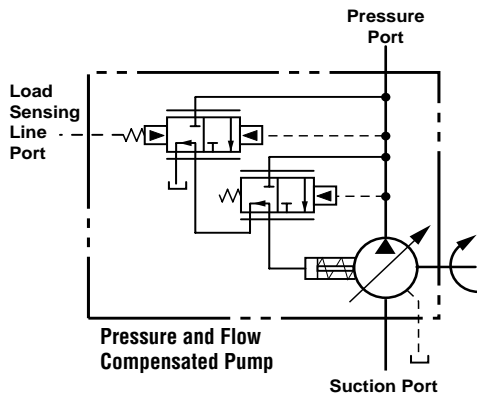 Pressure
Port
Load
Sensing
Line
Port
Pressure and Flow
Compensated Pump
Suction Port